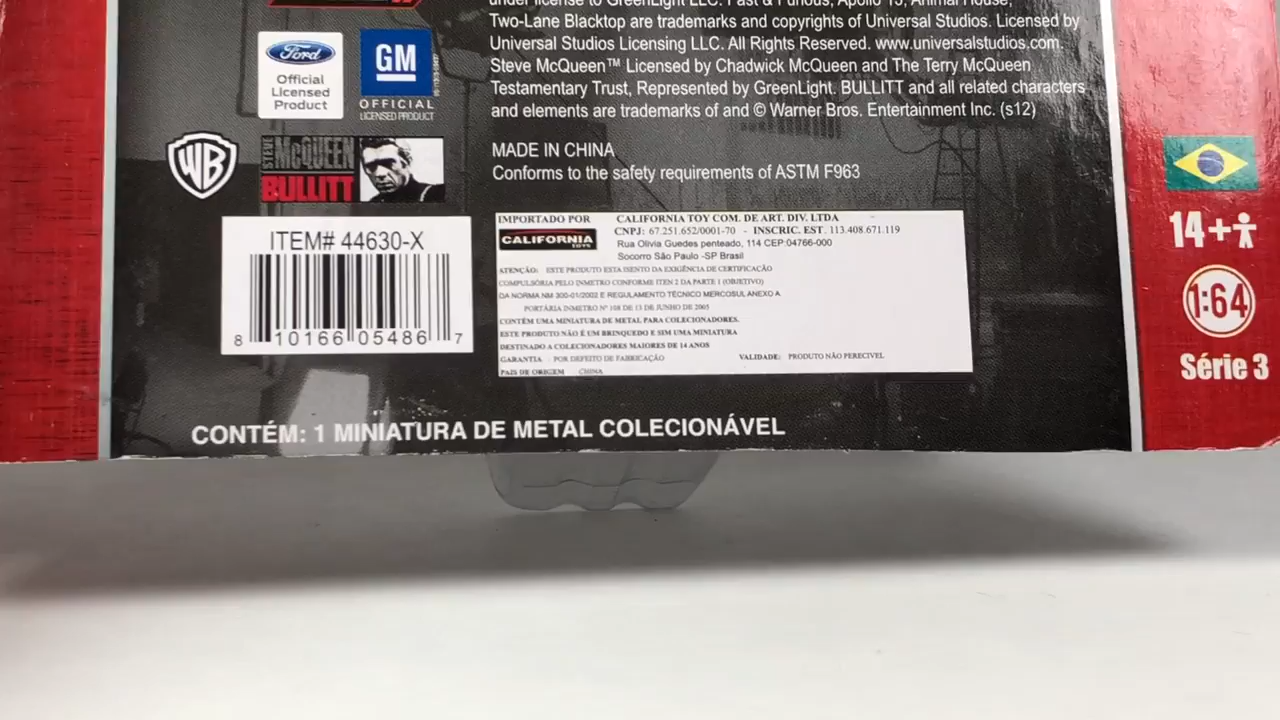 under license to GreenLight LLC. Fast & Furious, Apollo 13, Animal House,
Two-Lane Blacktop are trademarks and copyrights of Universal Studios. Licensed by
Universal Studios Licensing LLC. All Rights Reserved. www.universalstudios.com.
Steve McQueen™ Licensed by Chadwick McQueen and The Terry McQueen
Testamentary Trust, Represented by GreenLight. BULLITT and all related characters
and elements are trademarks of and © Warner Bros. Entertainment Inc. (s12)
Ford
Official
Licensed
Product
GM
OFFICIAL
LICENSED PRODUCT
WB
STEVE
McQUEEN
BULLITT
MADE IN CHINA
Conforms to the safety requirements of ASTM F963
ITEM# 44630-X
8 10166 05486 7
IMPORTADO POR
CALIFORNIA
TOYS
CALIFORNIA TOY COM. DE ART. DIV. LTDA
CNPJ: 67.251.652/0001-70 - INSCRIC. EST. 113.408.671.119
Rua Olivia Guedes penteado, 114 CEP:04766-000
Socorro São Paulo -SP Brasil
ATENÇÃO: ESTE PRODUTO ESTA ISENTO DA EXIGÊNCIA DE CERTIFICAÇÃO
COMPULSÓRIA PELO INMETRO CONFORME ITEN 2 DA PARTE 1 (OBJETIVO)
DA NORMA NM 300-01/2002 E REGULAMENTO TÉCNICO MERCOSUL ANEXO A
PORTÁRIA INMETRO Nº 108 DE 13 DE JUNHO DE 2005
CONTÉM UMA MINIATURA DE METAL PARA COLECIONADORES.
ESTE PRODUTO NÃO É UM BRINQUEDO E SIM UMA MINIATURA
DESTINADO A COLECIONADORES MAIORES DE 14 ANOS
GARANTIA : POR DEFEITO DE FABRICAÇÃO VALIDADE: PRODUTO NÃO PERECIVEL
PAIS DE ORIGEM CHINA
14+
1:64
Série 3
CONTÉM: 1 MINIATURA DE METAL COLECIONÁVEL